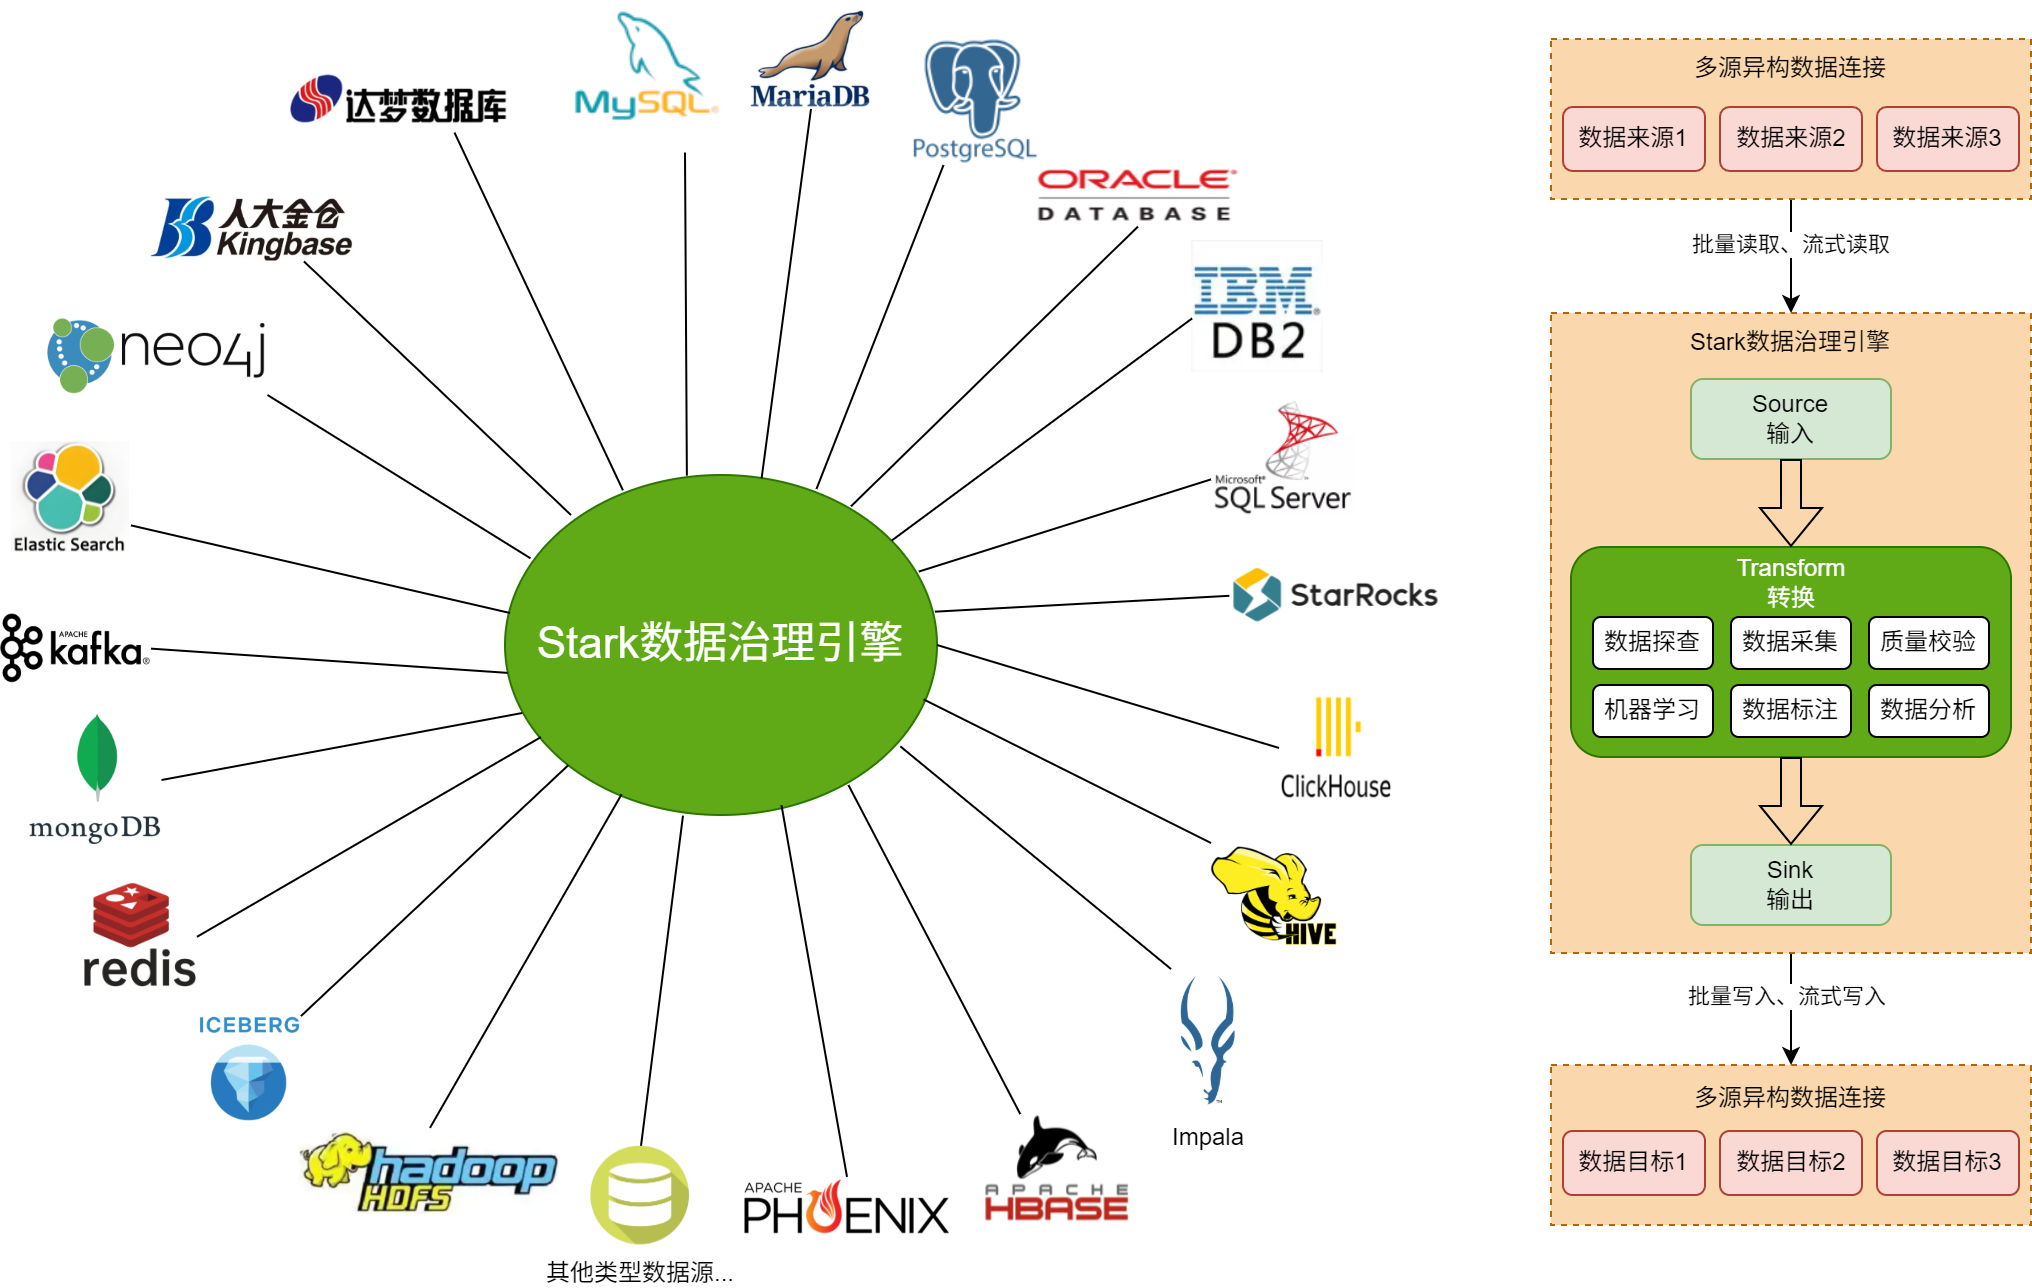 达梦数据库
MySQL®
MariaDB
PostgreSQL
ORACLE®
DATABASE
人大金仓
Kingbase
IBM®
DB2
neo4j
Microsoft®
SQL Server
Elastic Search
StarRocks
Stark数据治理引擎
APACHE
kafka®
ClickHouse
mongoDB
HIVE
redis
ICEBERG
Impala
hadoop
HDFS
其他类型数据源...
APACHE
PHOENIX
APACHE
HBASE
多源异构数据连接
数据来源1
数据来源2
数据来源3
批量读取、流式读取
Stark数据治理引擎
Source
输入
Transform
转换
数据探查
数据采集
质量校验
机器学习
数据标注
数据分析
Sink
输出
批量写入、流式写入
多源异构数据连接
数据目标1
数据目标2
数据目标3